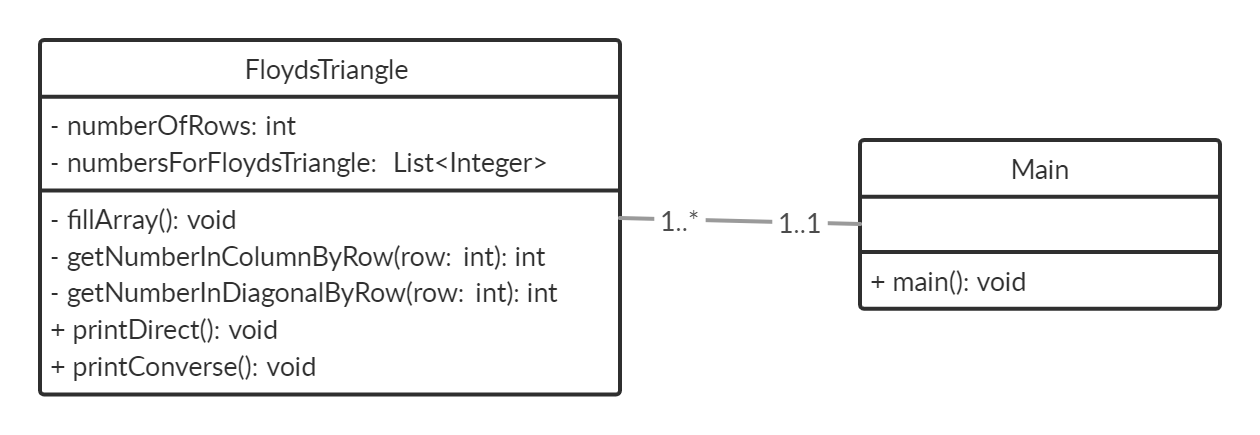 FloydsTriangle
- numberOfRows: int
- numbersForFloydsTriangle: List<Integer>
- fillArray(): void
- getNumberInColumnByRow(row: int): int
- getNumberInDiagonalByRow(row: int): int
+ printDirect(): void
+ printConverse(): void
1..*
1..1
Main
+ main(): void